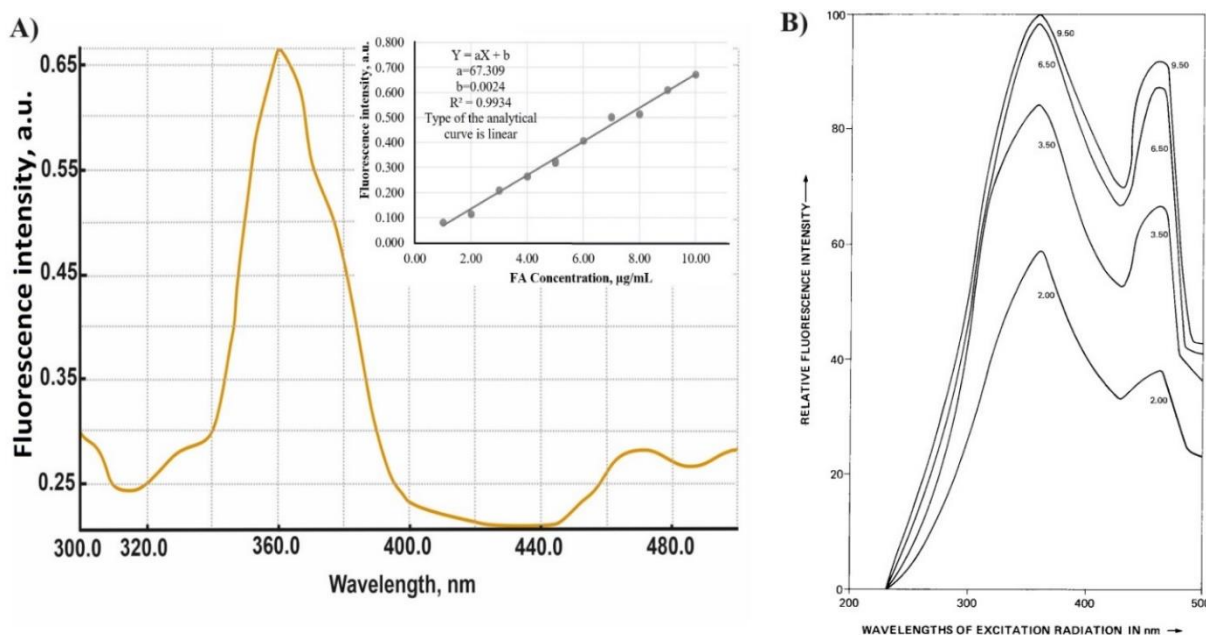 A)
Fluorescence intensity, a.u.
0.65
0.55
0.45
0.35
0.25
300.0 320.0 360.0 400.0 440.0 480.0
Wavelength, nm
Fluorescence intensity, a.u.
0.800
0.700
0.600
0.500
0.400
0.300
0.200
0.100
0.000
Y = aX + b
a=67.309
b=0.0024
R² = 0.9934
Type of the analytical
curve is linear
0.00 2.00 4.00 6.00 8.00 10.00
FA Concentration, µg/mL
B)
RELATIVE FLUORESCENCE INTENSITY
100
80
60
40
20
0
9.50
6.50
3.50
2.00
9.50
6.50
3.50
2.00
200 300 400 500
WAVELENGTHS OF EXCITATION RADIATION IN nm